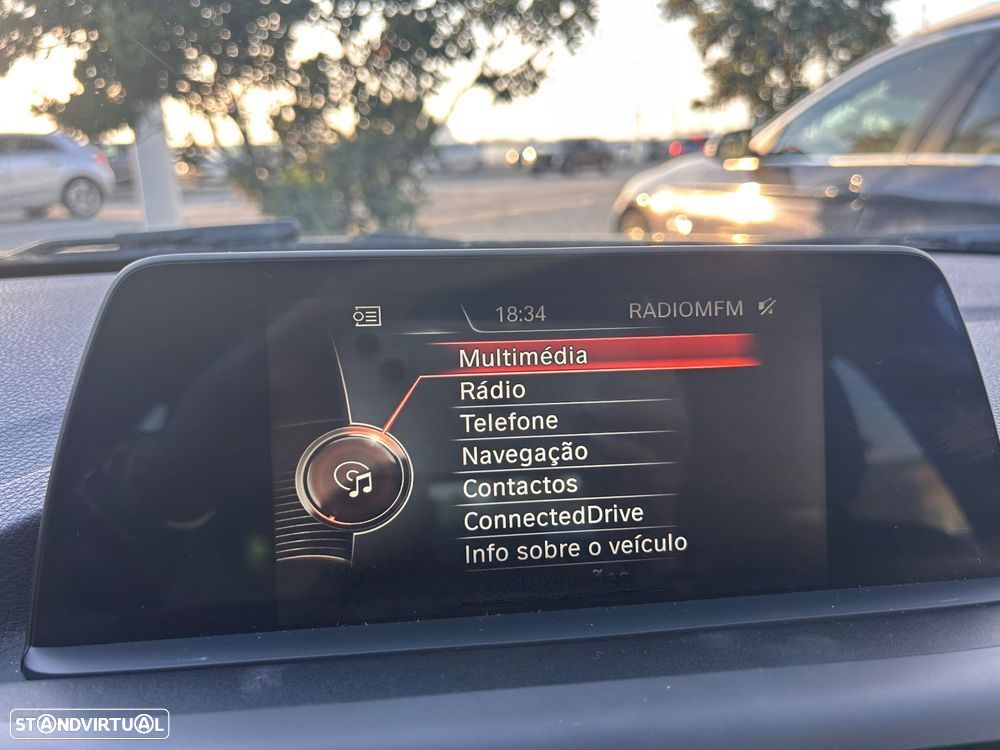 18:34 RADIOMFM
Multimédia
Rádio
Telefone
Navegação
Contactos
ConnectedDrive
Info sobre o veículo
STANDVIRTUAL